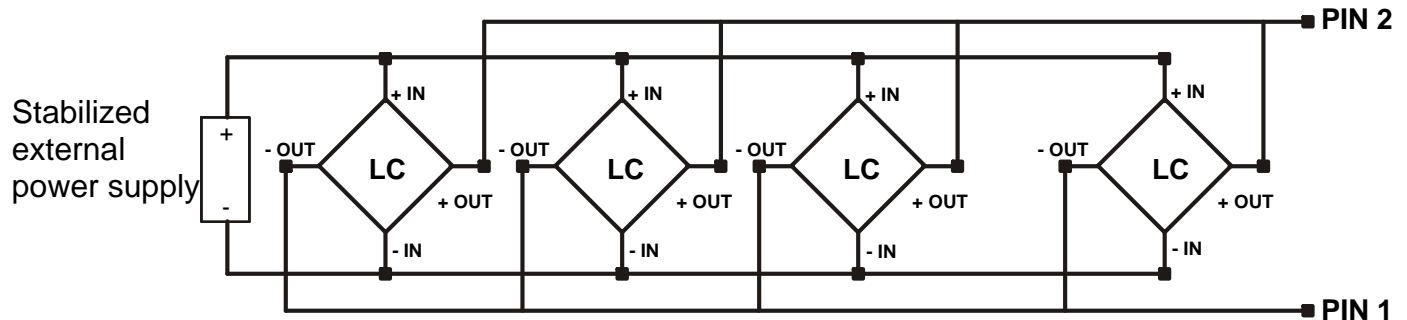 PIN 2
+ IN
+ IN
+ IN
+ IN
Stabilized
external
power supply
+
-
- OUT
LC
+ OUT
- OUT
LC
+ OUT
- OUT
LC
+ OUT
- OUT
LC
+ OUT
- IN
- IN
- IN
- IN
PIN 1